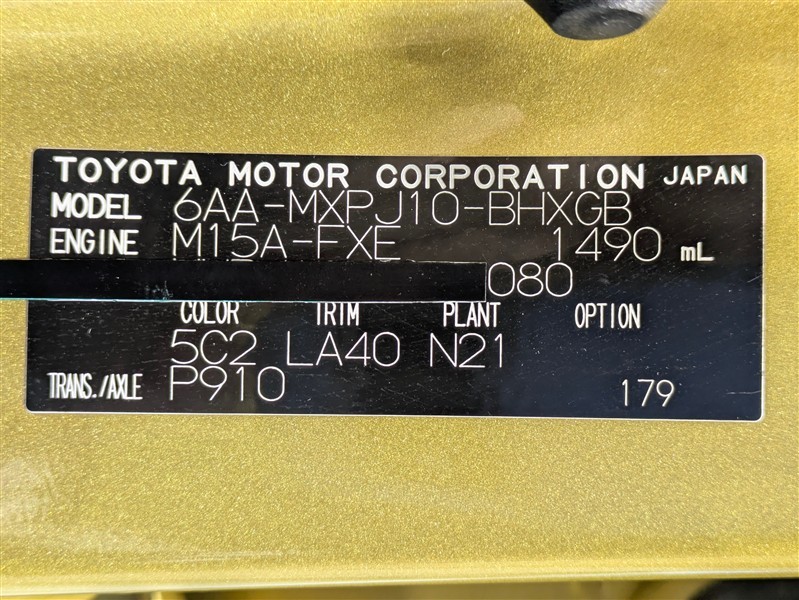 TOYOTA MOTOR CORPORATION JAPAN
MODEL 6AA-MXPJ10-BHXGB
ENGINE M15A-FXE 1490 mL
080
COLOR TRIM PLANT OPTION
5C2 LA40 N21
TRANS./AXLE P910 179